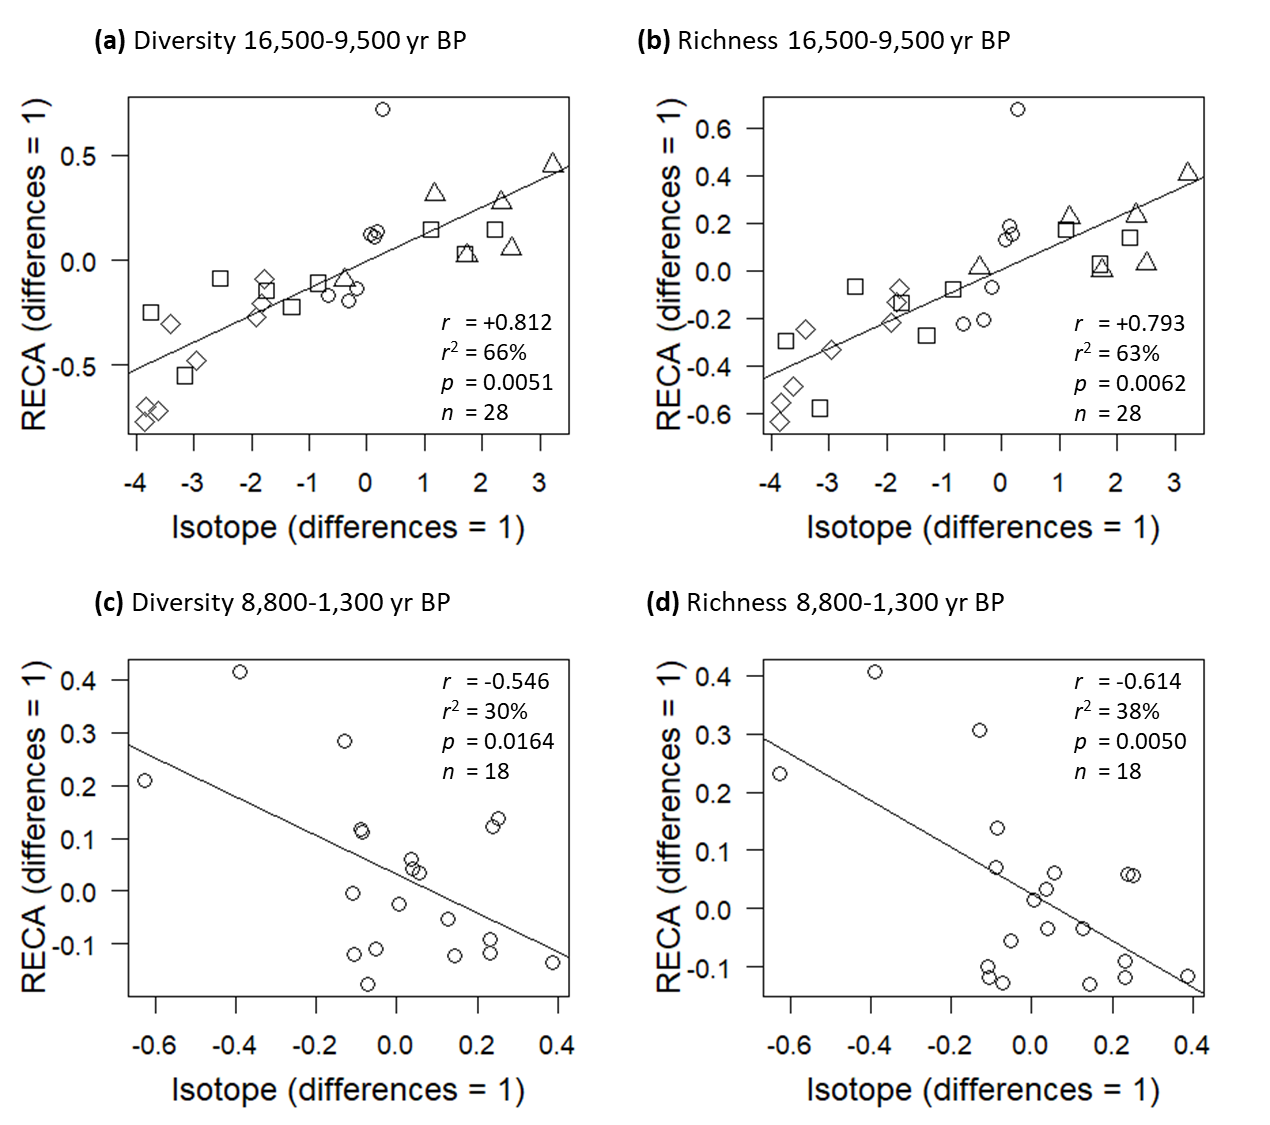 (a) Diversity 16,500-9,500 yr BP
RECA (differences = 1)
0.5
0.0
-0.5
r = +0.812
r² = 66%
p = 0.0051
n = 28
-4 -3 -2 -1 0 1 2 3
Isotope (differences = 1)
(b) Richness 16,500-9,500 yr BP
RECA (differences = 1)
0.6
0.4
0.2
0.0
-0.2
-0.4
-0.6
r = +0.793
r² = 63%
p = 0.0062
n = 28
-4 -3 -2 -1 0 1 2 3
Isotope (differences = 1)
(c) Diversity 8,800-1,300 yr BP
RECA (differences = 1)
0.4
0.3
0.2
0.1
0.0
-0.1
r = -0.546
r² = 30%
p = 0.0164
n = 18
-0.6 -0.4 -0.2 0.0 0.2 0.4
Isotope (differences = 1)
(d) Richness 8,800-1,300 yr BP
RECA (differences = 1)
0.4
0.3
0.2
0.1
0.0
-0.1
r = -0.614
r² = 38%
p = 0.0050
n = 18
-0.6 -0.4 -0.2 0.0 0.2 0.4
Isotope (differences = 1)